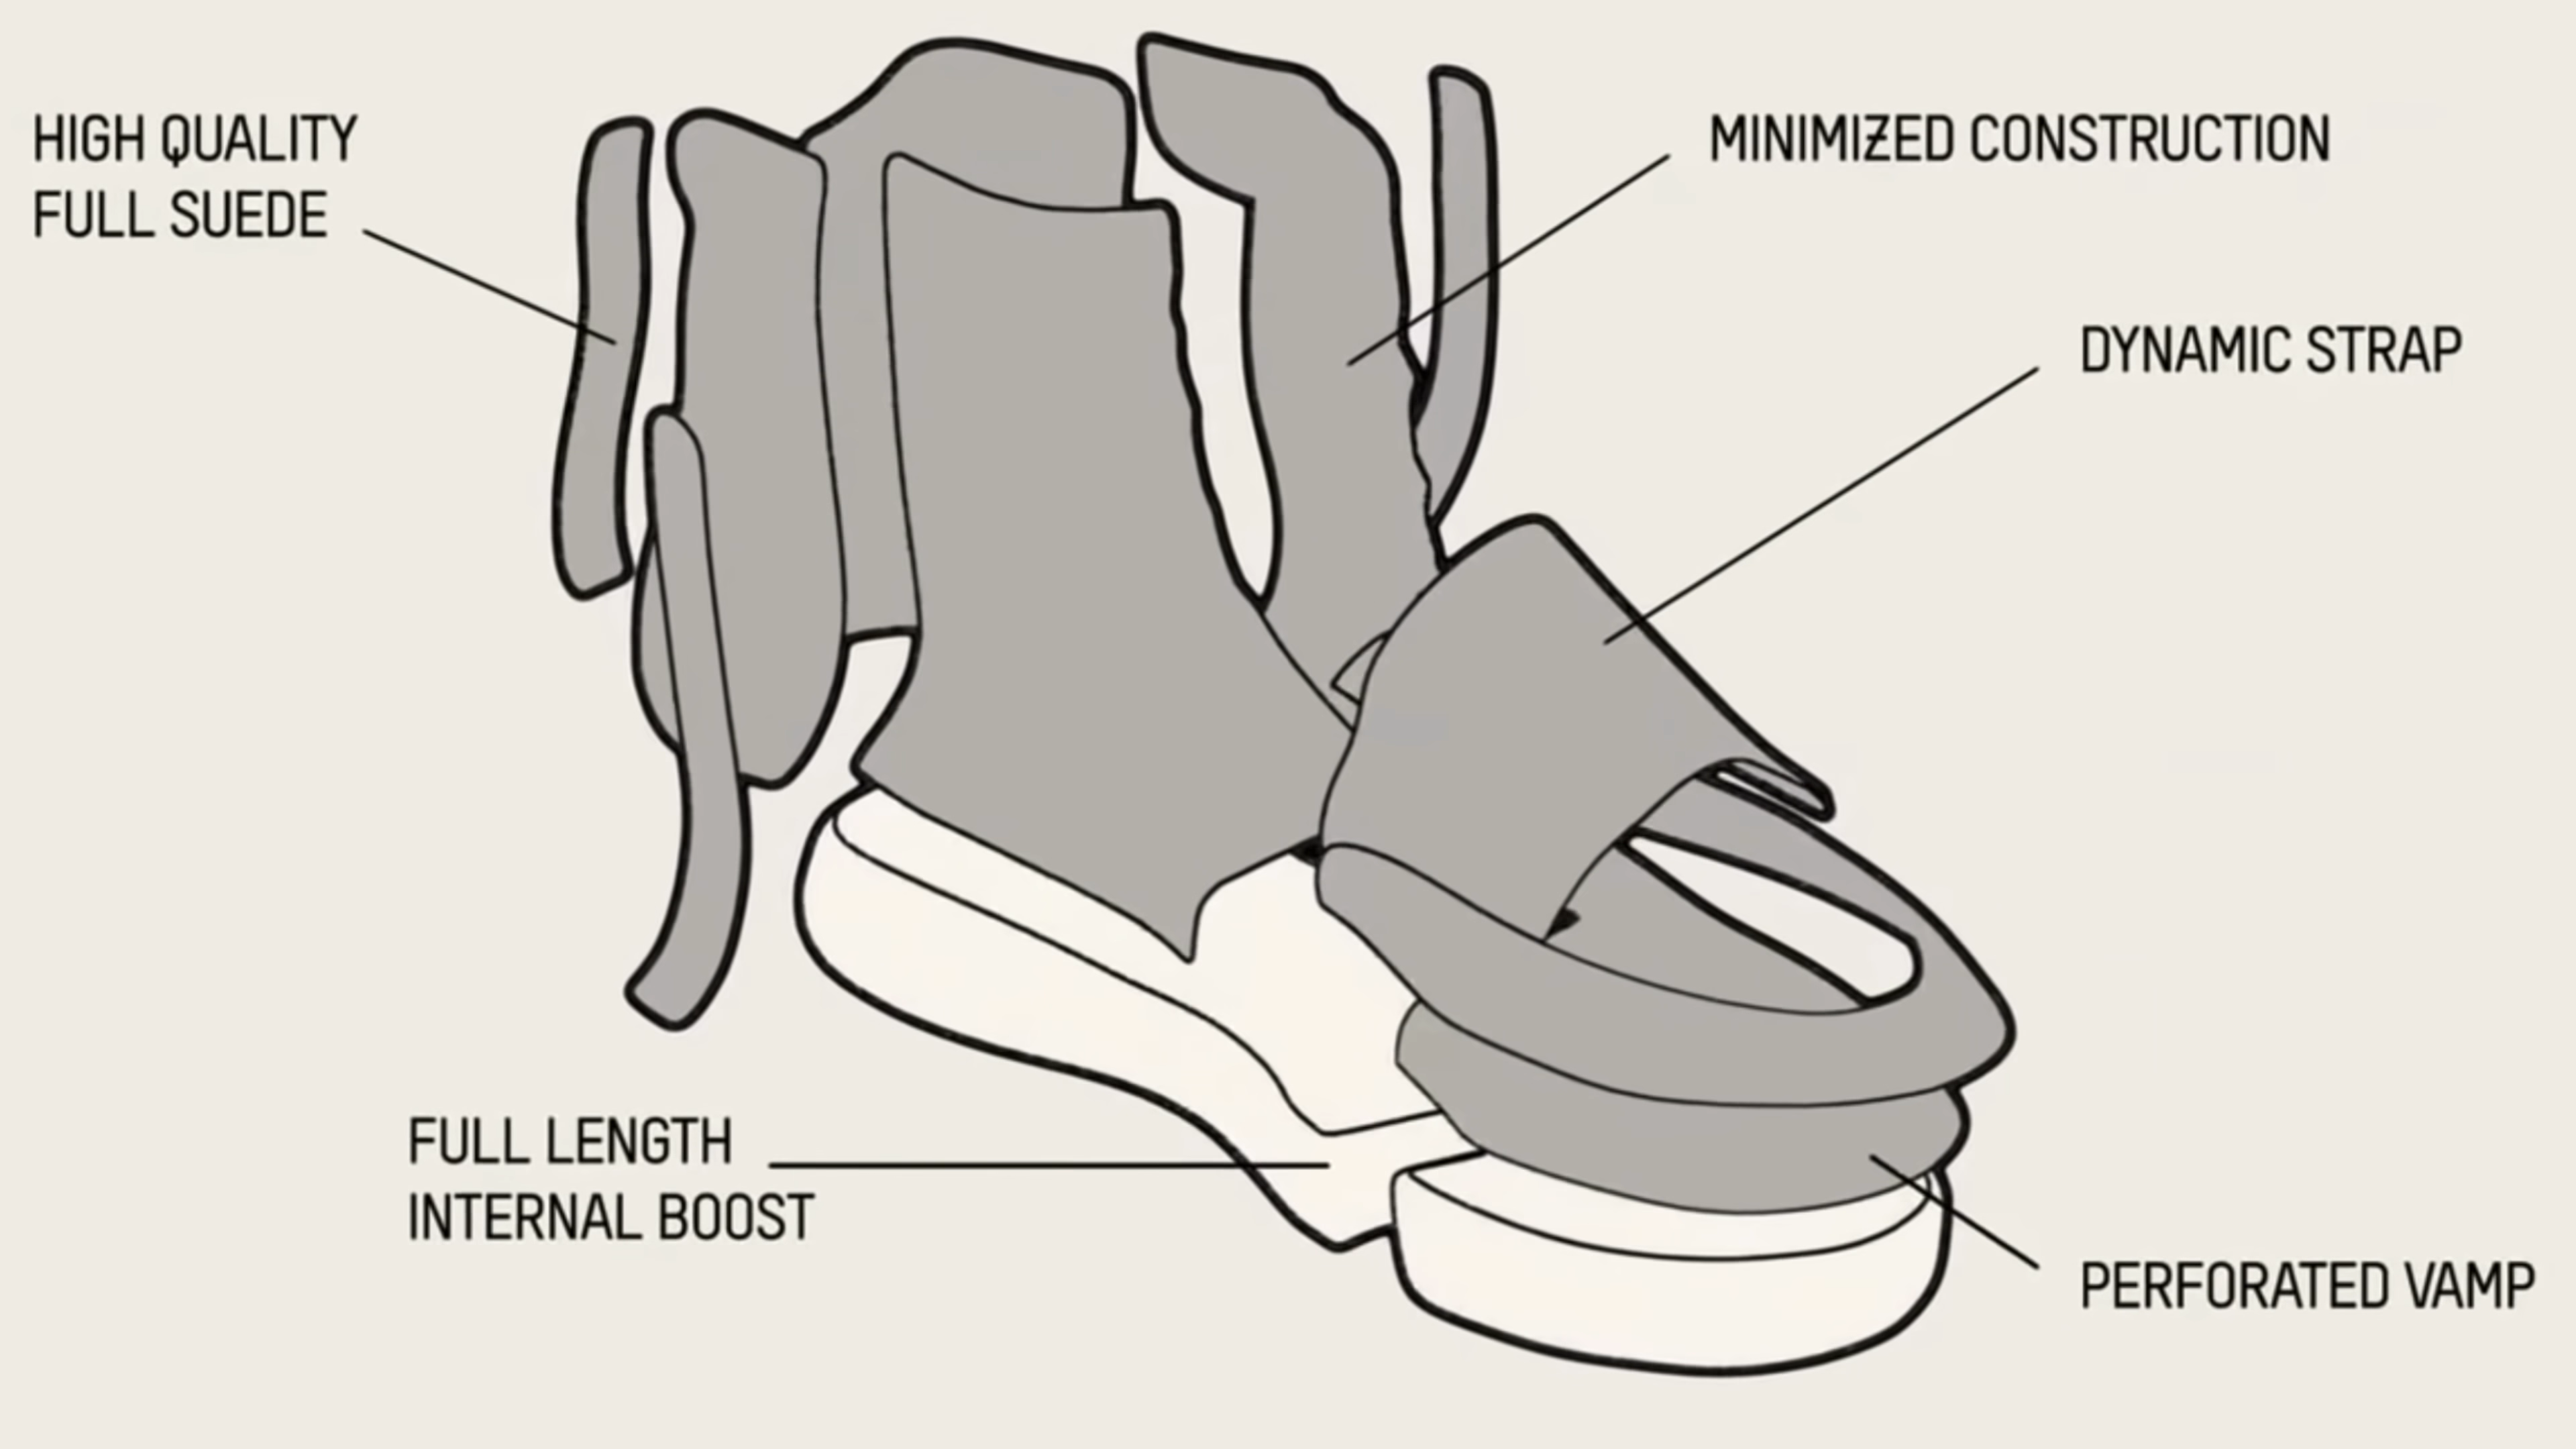 HIGH QUALITY
FULL SUEDE
MINIMIZED CONSTRUCTION
DYNAMIC STRAP
FULL LENGTH
INTERNAL BOOST
PERFORATED VAMP